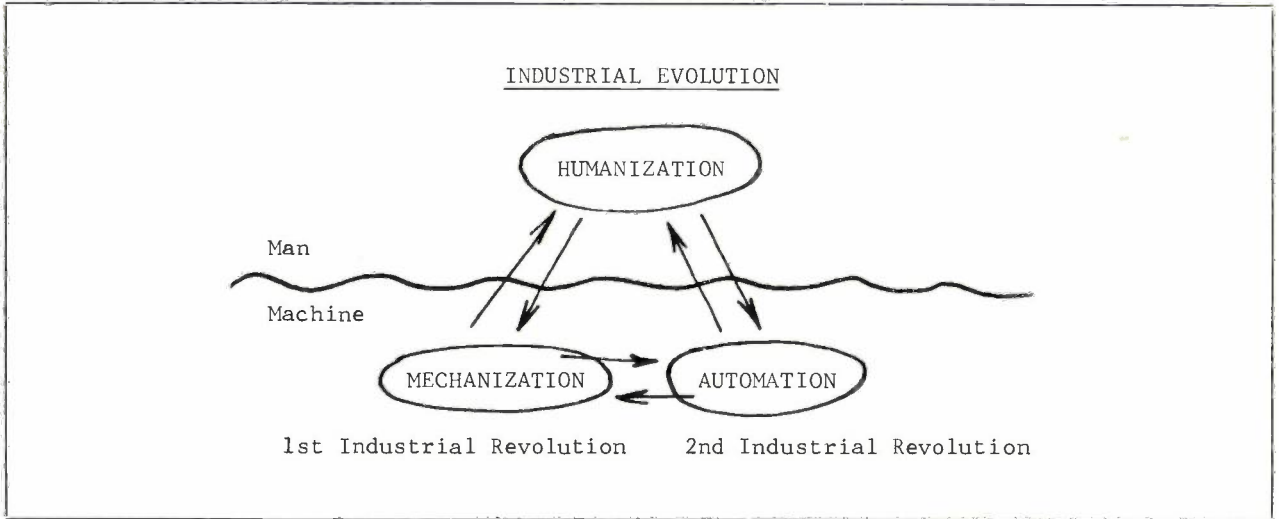 INDUSTRIAL EVOLUTION
HUMANIZATION
Man
Machine
MECHANIZATION
AUTOMATION
1st Industrial Revolution
2nd Industrial Revolution